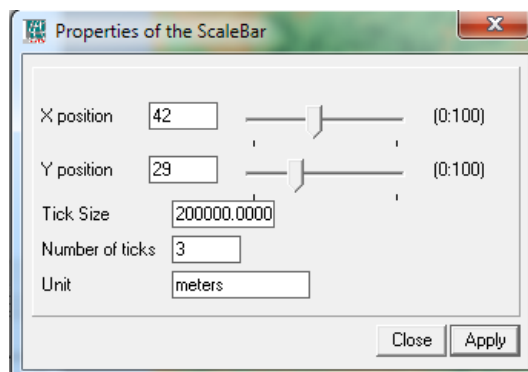 Properties of the ScaleBar
X position 42 (0:100)
Y position 29 (0:100)
Tick Size 200000.0000
Number of ticks 3
Unit meters
Close Apply